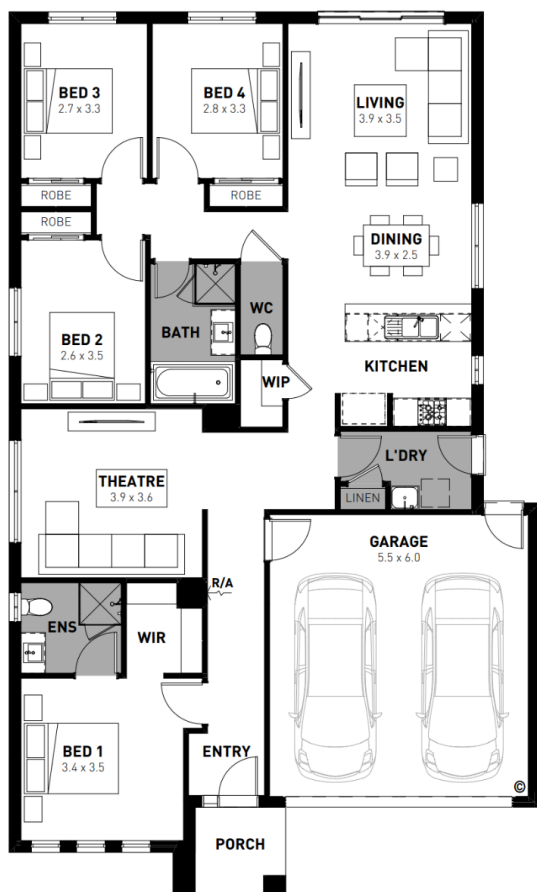 BED 3
2.7 x 3.3
BED 4
2.8 x 3.3
LIVING
3.9 x 3.5
ROBE
ROBE
ROBE
DINING
3.9 x 2.5
BED 2
2.6 x 3.5
BATH
WC
KITCHEN
WIP
THEATRE
3.9 x 3.6
L'DRY
LINEN
GARAGE
5.5 x 6.0
R/A
ENS
WIR
BED 1
3.4 x 3.5
ENTRY
©
PORCH